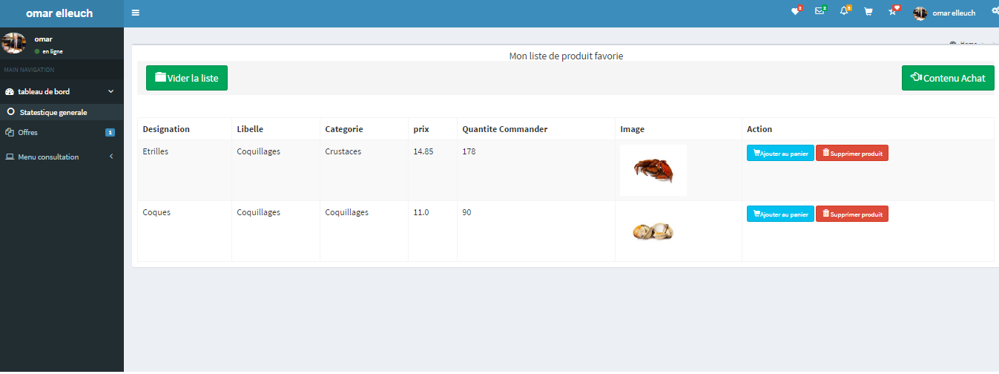 omar elleuch
2
2
3
omar elleuch
omar
en ligne
MAIN NAVIGATION
tableau de bord
Statestique generale
Offres
1
Menu consultation
Home
Mon liste de produit favorie
Vider la liste
Contenu Achat
Designation Libelle Categorie prix Quantite Commander Image Action
Etrilles Coquillages Crustaces 14.85 178 Ajouter au panier Supprimer produit
Coques Coquillages Coquillages 11.0 90 Ajouter au panier Supprimer produit